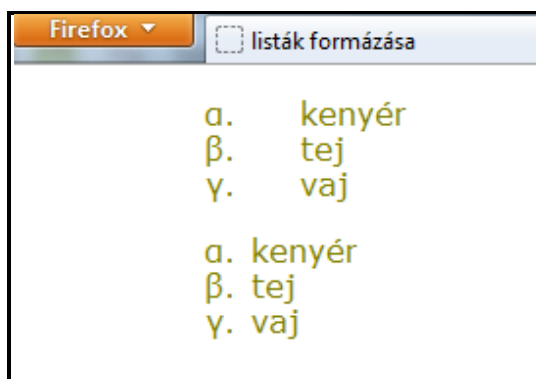 Firefox
listák formázása
α. kenyér
β. tej
γ. vaj
α. kenyér
β. tej
γ. vaj